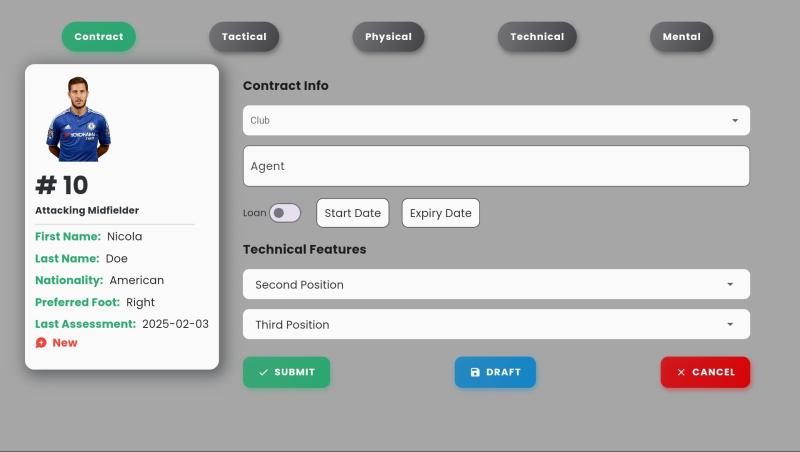 Contract
Tactical
Physical
Technical
Mental
# 10
Attacking Midfielder
First Name: Nicola
Last Name: Doe
Nationality: American
Preferred Foot: Right
Last Assessment: 2025-02-03
New
Contract Info
Club
Agent
Loan
Start Date
Expiry Date
Technical Features
Second Position
Third Position
SUBMIT
DRAFT
CANCEL